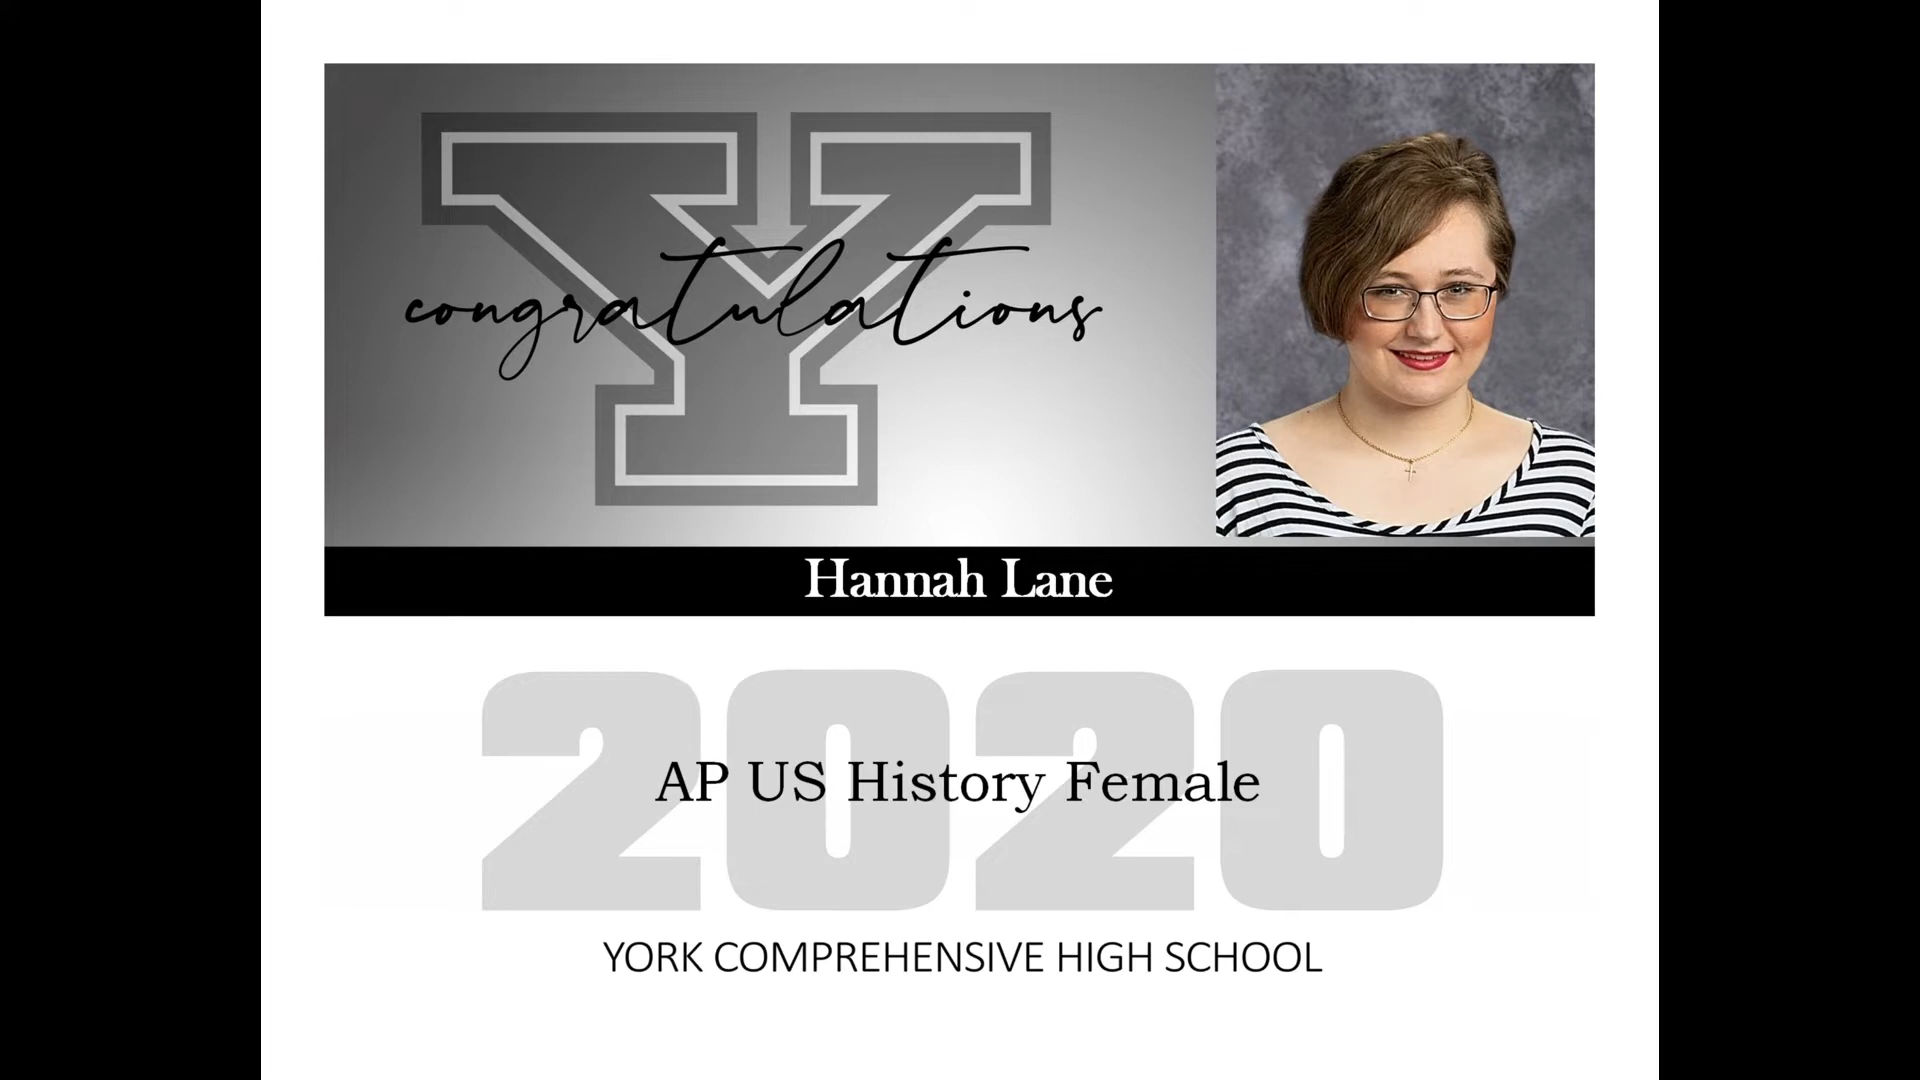 Y
congratulations
Hannah Lane
2020
AP US History Female
YORK COMPREHENSIVE HIGH SCHOOL